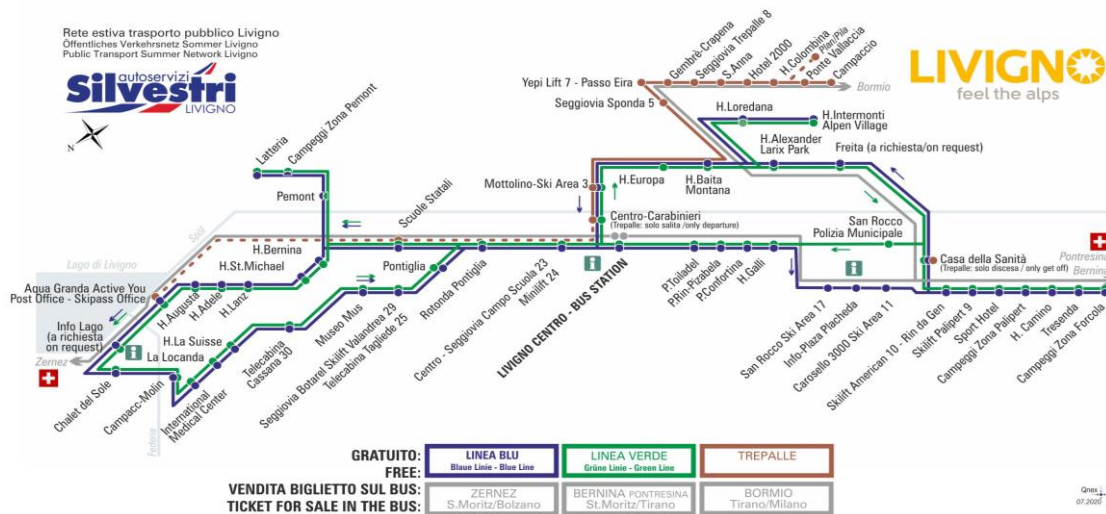 Rete estiva trasporto pubblico Livigno
Öffentliches Verkehrsnetz Sommer Livigno
Public Transport Summer Network Livigno
autoservizi
Silvestri
LIVIGNO
N
LIVIGNO
feel the alps
Gembrè-Crapena
Seggiovia Trepalle 8
S.Anna
Hotel 2000
H.Colombina
Plan/Pila
Ponte Vallaccia
Campaccio
Yepi Lift 7 - Passo Eira
Bormio
Seggiovia Sponda 5
H.Loredana
H.Intermonti
Alpen Village
H.Alexander
Larix Park
Freita (a richiesta/on request)
Latteria
Campeggi Zona Pemont
Pemont
Scuole Statali
Mottolino-Ski Area 3
H.Europa
H.Baita
Montana
Centro-Carabinieri
(Trepalle: solo salita /only departure)
San Rocco
Polizia Municipale
Spöl
Lago di Livigno
H.Bernina
H.St.Michael
Pontiglia
Casa della Sanità
(Trepalle: solo discesa / only get off)
Pontresina
Bernina
Aqua Granda Active You
Post Office - Skipass Office
H.Augusta
H.Adele
H.Lanz
Info Lago
(a richiesta
on request)
Zernez
H.La Suisse
La Locanda
Chalet del Sole
Campacc-Molin
International
Medical Center
Telecabina
Cassana 30
Museo Mus
Seggiovia Botarel Skilift Valandrea 29
Telecabina Tagliede 25
Rotonda Pontiglia
Centro - Seggiovia Campo Scuola 23
Minilift 24
LIVIGNO CENTRO - BUS STATION
P.Toiladel
P.Rin-Pizabela
P.Confortina
H.Galli
San Rocco Ski Area 17
Info-Plaza Placheda
Carosello 3000 Ski Area 11
Skilift American 10 - Rin da Gen
Skilift Palipert 9
Sport Hotel
Campeggi Zona Palipert
H. Camino
Tresenda
Campeggi Zona Forcola
Federia
GRATUITO:
FREE:
LINEA BLU
Blaue Linie - Blue Line
LINEA VERDE
Grüne Linie - Green Line
TREPALLE
VENDITA BIGLIETTO SUL BUS:
TICKET FOR SALE IN THE BUS:
ZERNEZ
S.Moritz/Bolzano
BERNINA PONTRESINA
St.Moritz/Tirano
BORMIO
Tirano/Milano
Qnex
07.2020